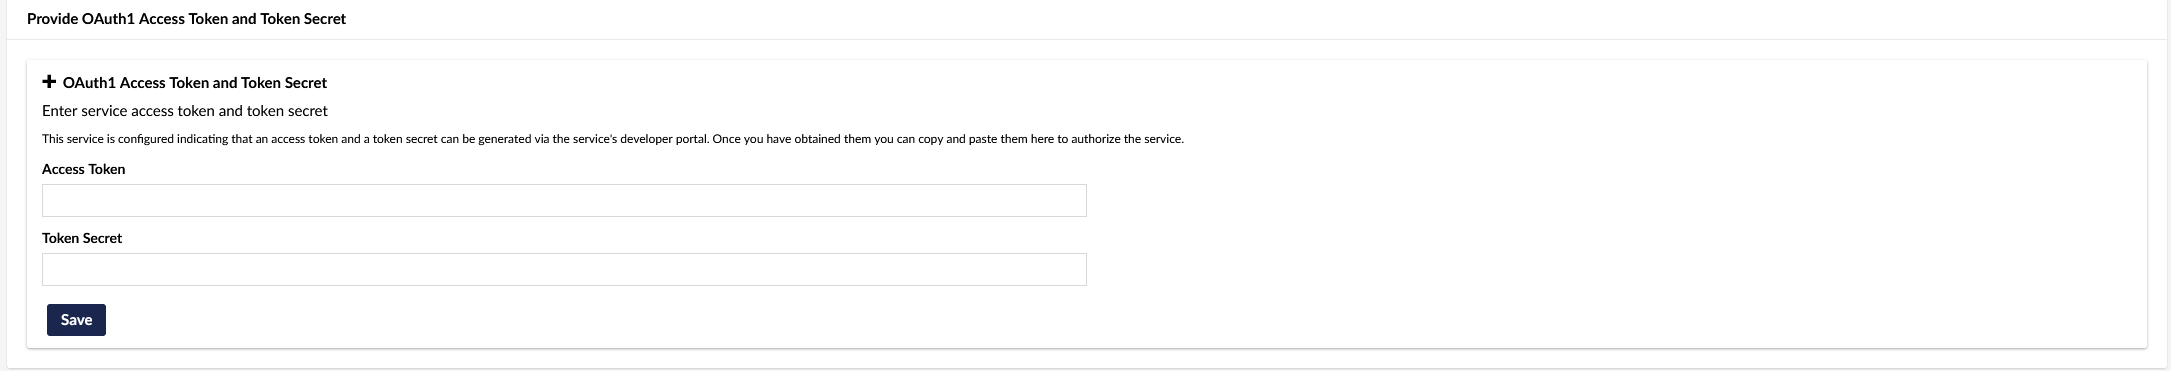 Provide OAuth1 Access Token and Token Secret
OAuth1 Access Token and Token Secret
Enter service access token and token secret
This service is configured indicating that an access token and a token secret can be generated via the service's developer portal. Once you have obtained them you can copy and paste them here to authorize the service.
Access Token
Token Secret
Save